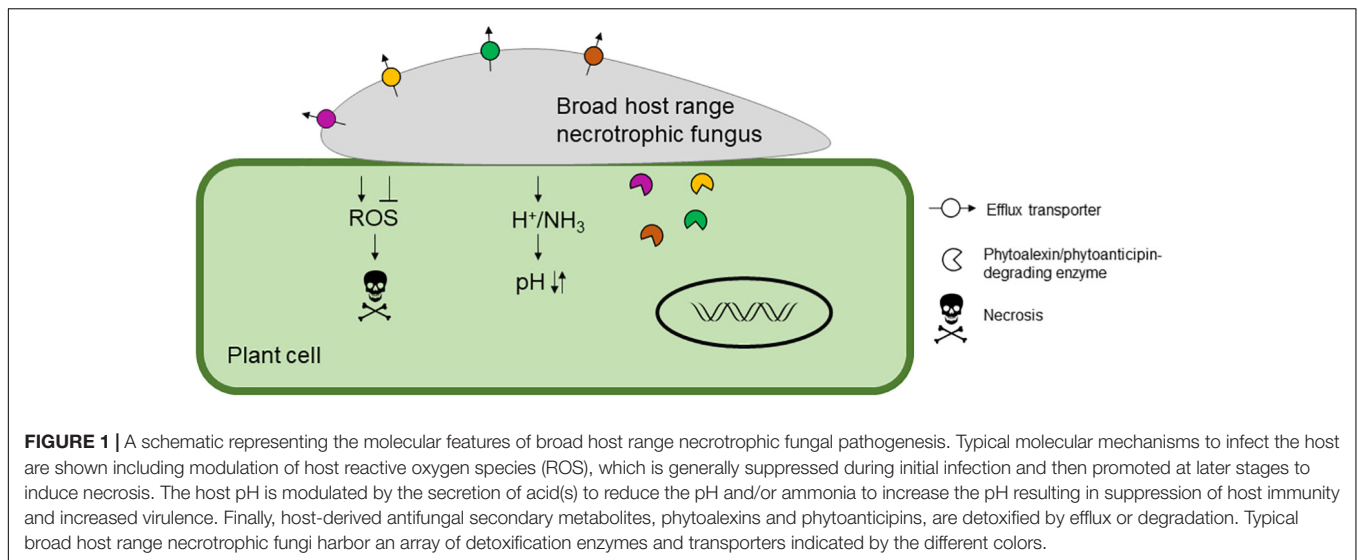 Broad host range
necrotrophic fungus
ROS
H⁺/NH₃
pH ↓↑
Plant cell
Efflux transporter
Phytoalexin/phytoanticipin-
degrading enzyme
Necrosis
FIGURE 1 | A schematic representing the molecular features of broad host range necrotrophic fungal pathogenesis. Typical molecular mechanisms to infect the host
are shown including modulation of host reactive oxygen species (ROS), which is generally suppressed during initial infection and then promoted at later stages to
induce necrosis. The host pH is modulated by the secretion of acid(s) to reduce the pH and/or ammonia to increase the pH resulting in suppression of host immunity
and increased virulence. Finally, host-derived antifungal secondary metabolites, phytoalexins and phytoanticipins, are detoxified by efflux or degradation. Typical
broad host range necrotrophic fungi harbor an array of detoxification enzymes and transporters indicated by the different colors.